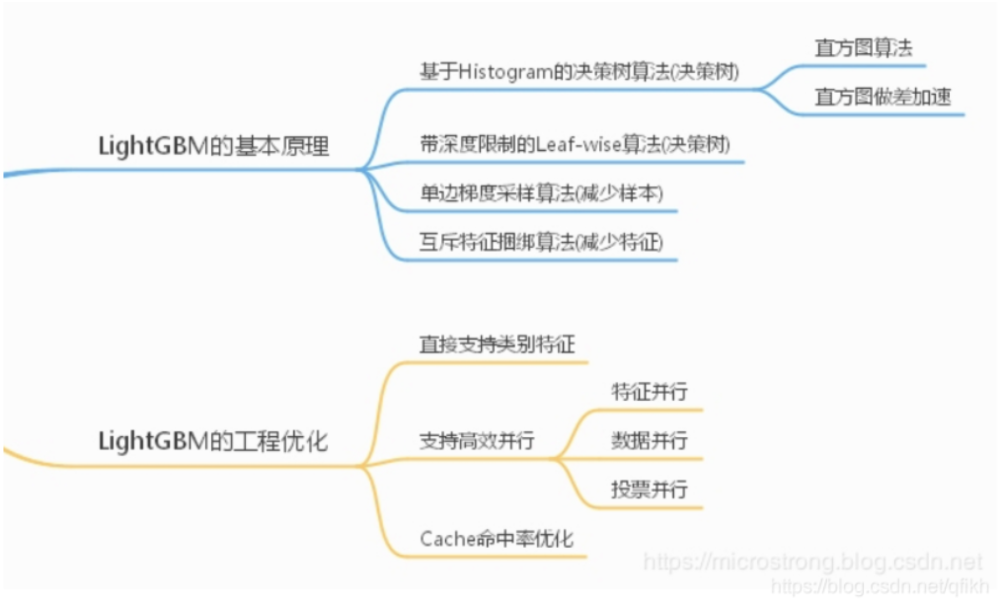 直方图算法
基于Histogram的决策树算法(决策树)
直方图做差加速
LightGBM的基本原理
带深度限制的Leaf-wise算法(决策树)
单边梯度采样算法(减少样本)
互斥特征捆绑算法(减少特征)
直接支持类别特征
特征并行
LightGBM的工程优化
支持高效并行
数据并行
投票并行
Cache命中率优化
https://microstrong.blog.csdn.net
https://blog.csdn.net/qfikh